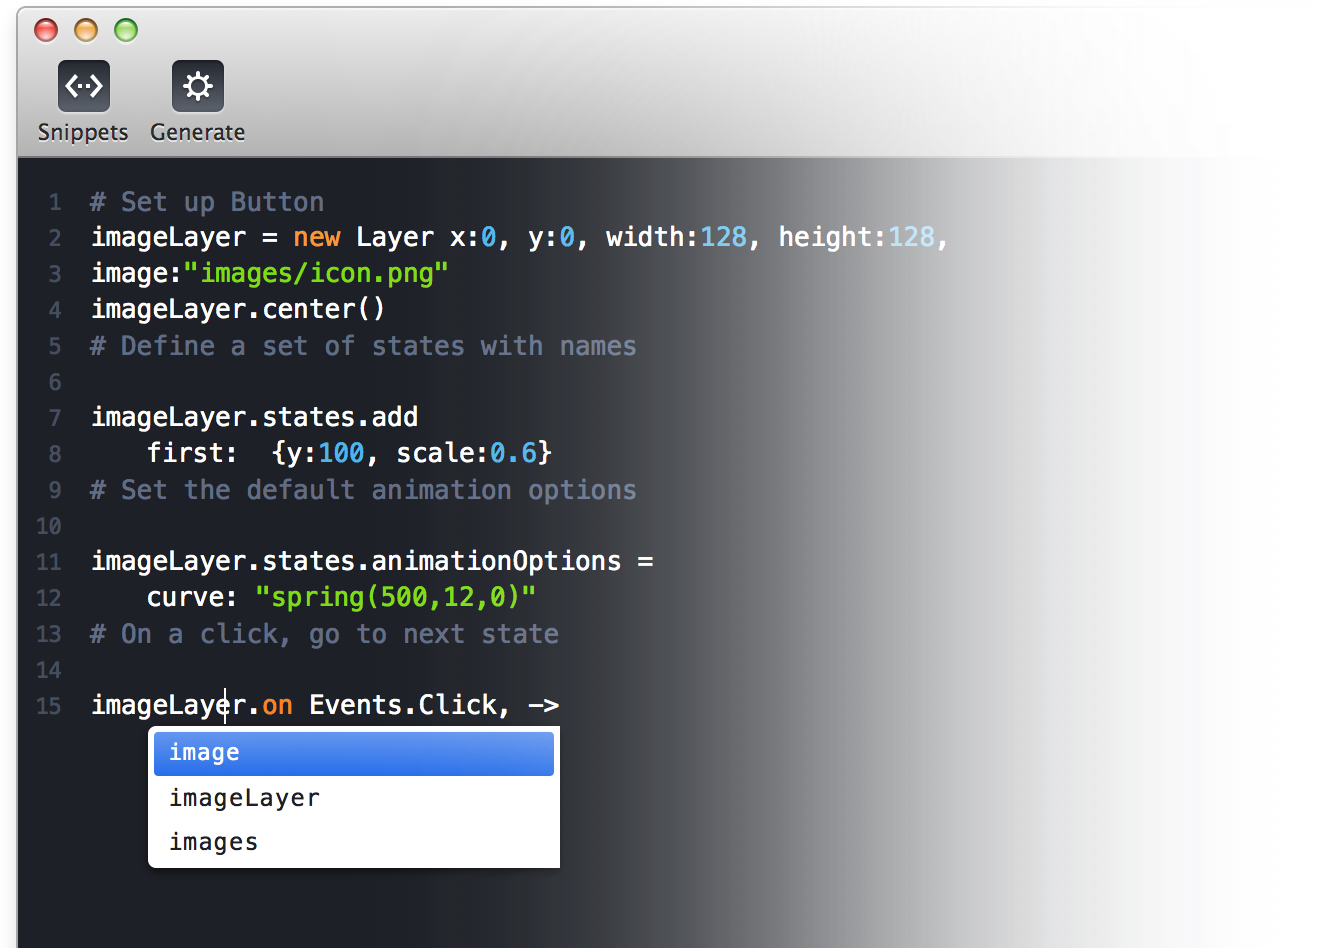 Snippets Generate
1 # Set up Button
2 imageLayer = new Layer x:0, y:0, width:128, height:128,
3 image:"images/icon.png"
4 imageLayer.center()
5 # Define a set of states with names
6
7 imageLayer.states.add
8 first: {y:100, scale:0.6}
9 # Set the default animation options
10
11 imageLayer.states.animationOptions =
12 curve: "spring(500,12,0)"
13 # On a click, go to next state
14
15 imageLayer.on Events.Click, ->
image
imageLayer
images